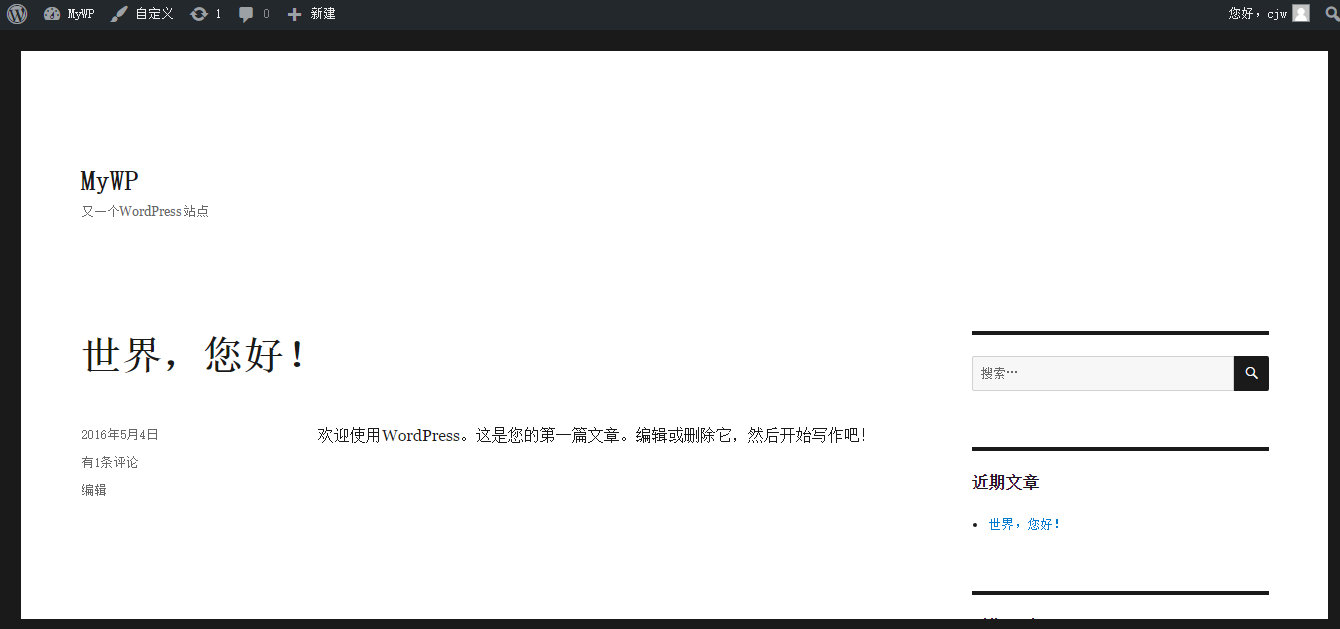 MyWP 自定义 1 0 新建 您好，cjw
MyWP
又一个WordPress站点
世界，您好！
2016年5月4日
有1条评论
编辑
欢迎使用WordPress。这是您的第一篇文章。编辑或删除它，然后开始写作吧！
搜索…
近期文章
世界，您好！